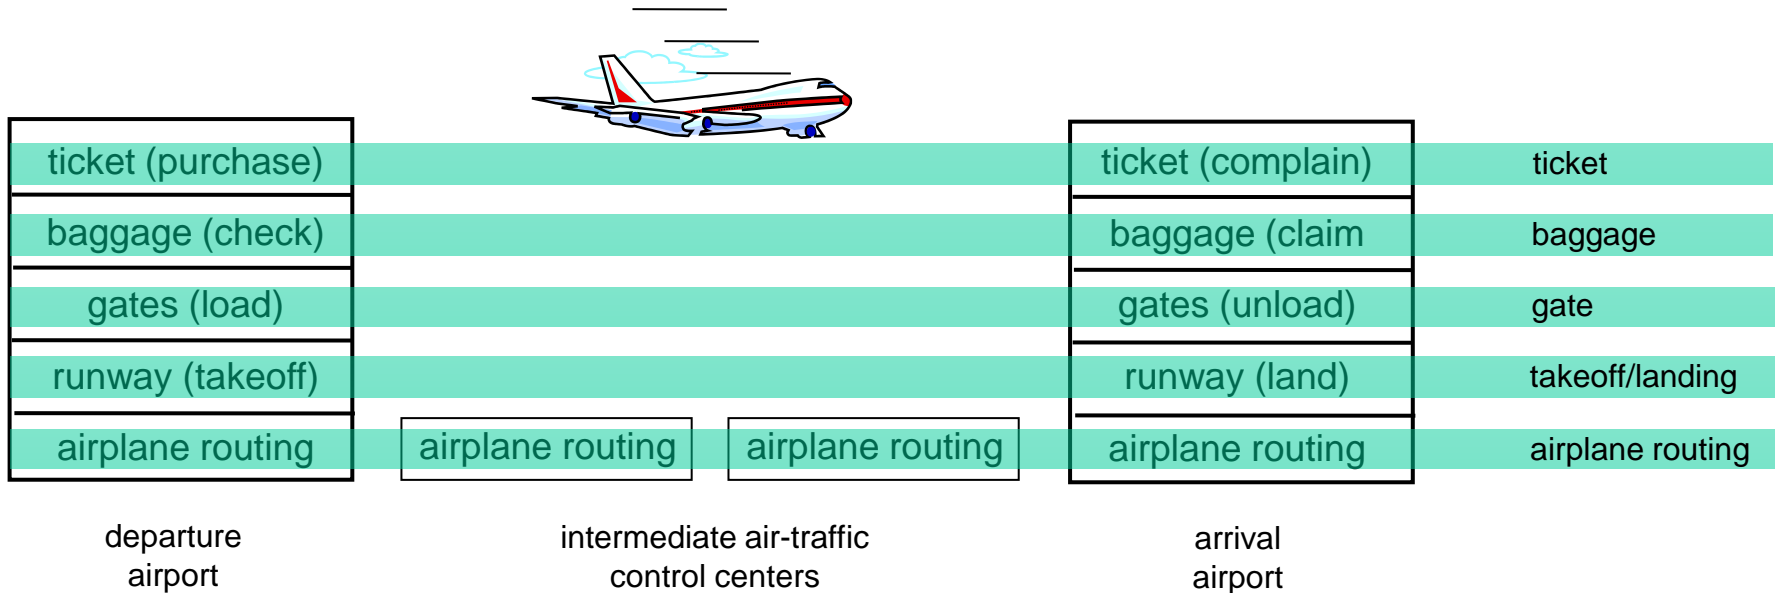 ticket (purchase) ticket (complain) ticket
baggage (check) baggage (claim baggage
gates (load) gates (unload) gate
runway (takeoff) runway (land) takeoff/landing
airplane routing airplane routing airplane routing airplane routing airplane routing
departure
airport
intermediate air-traffic
control centers
arrival
airport